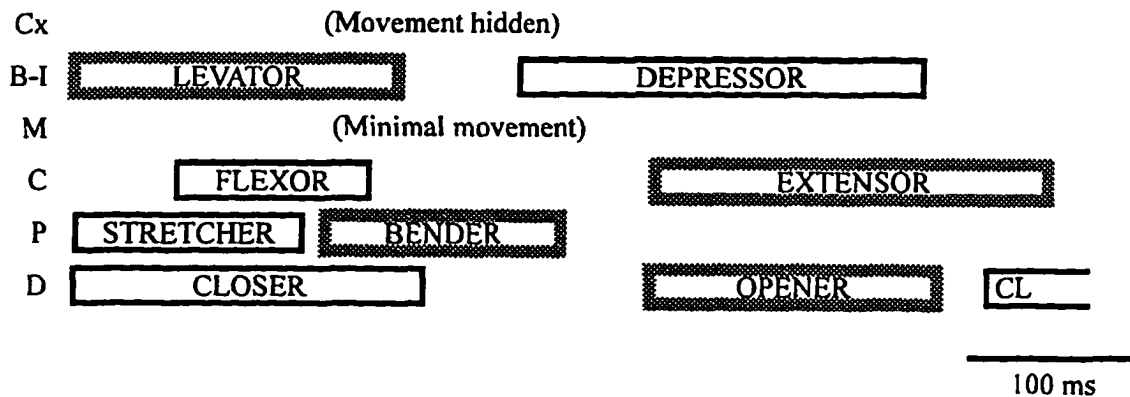 Cx (Movement hidden)
B-I LEVATOR DEPRESSOR
M (Minimal movement)
C FLEXOR EXTENSOR
P STRETCHER BENDER
D CLOSER OPENER CL
100 ms